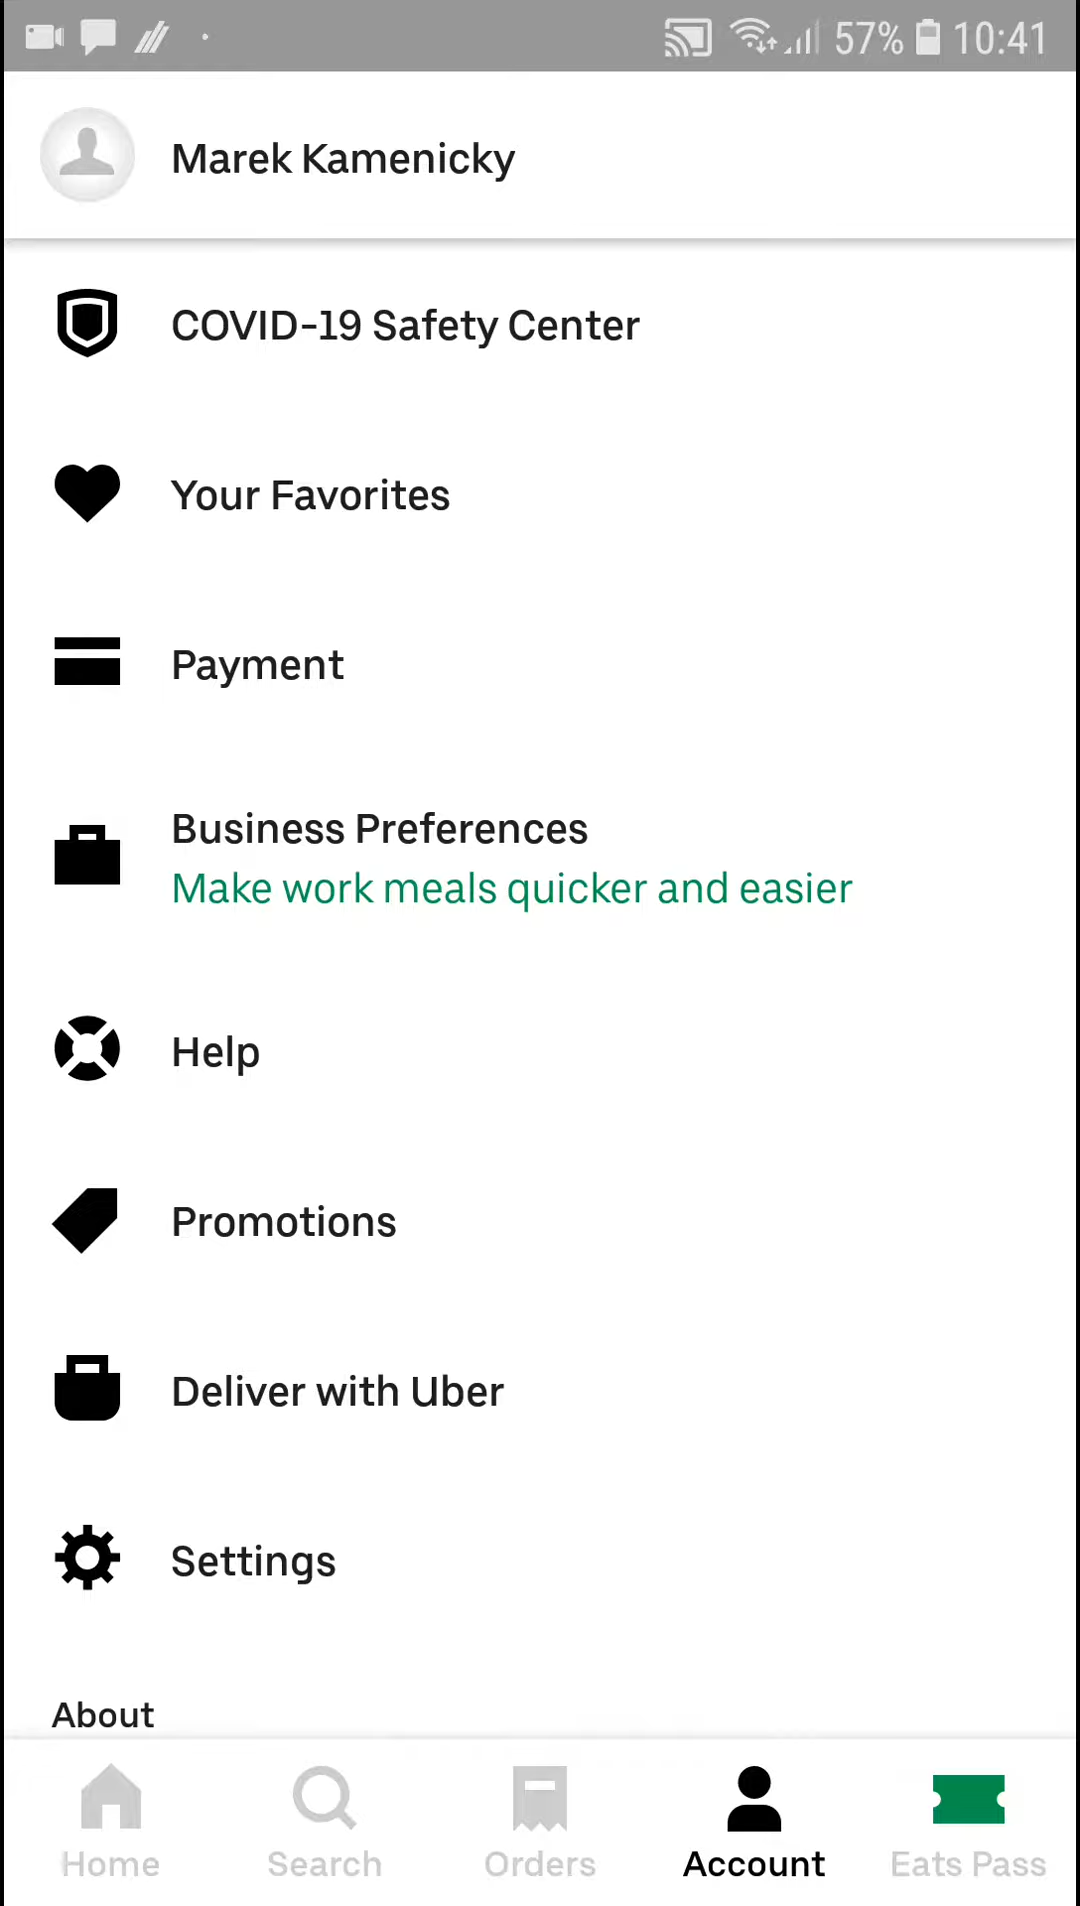 57% 10:41
Marek Kamenicky
COVID-19 Safety Center
Your Favorites
Payment
Business Preferences
Make work meals quicker and easier
Help
Promotions
Deliver with Uber
Settings
About
Home Search Orders Account Eats Pass